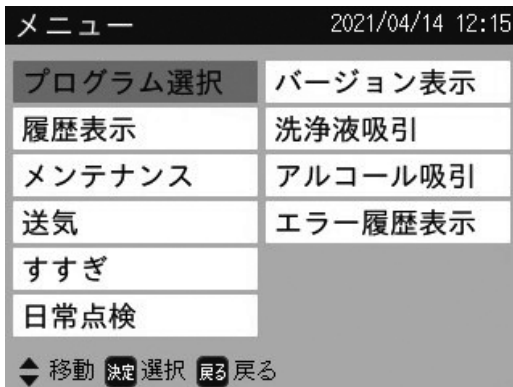 メニュー 2021/04/14 12:15
プログラム選択 バージョン表示
履歴表示 洗浄液吸引
メンテナンス アルコール吸引
送気 エラー履歴表示
すすぎ
日常点検
移動 決定 選択 戻る 戻る